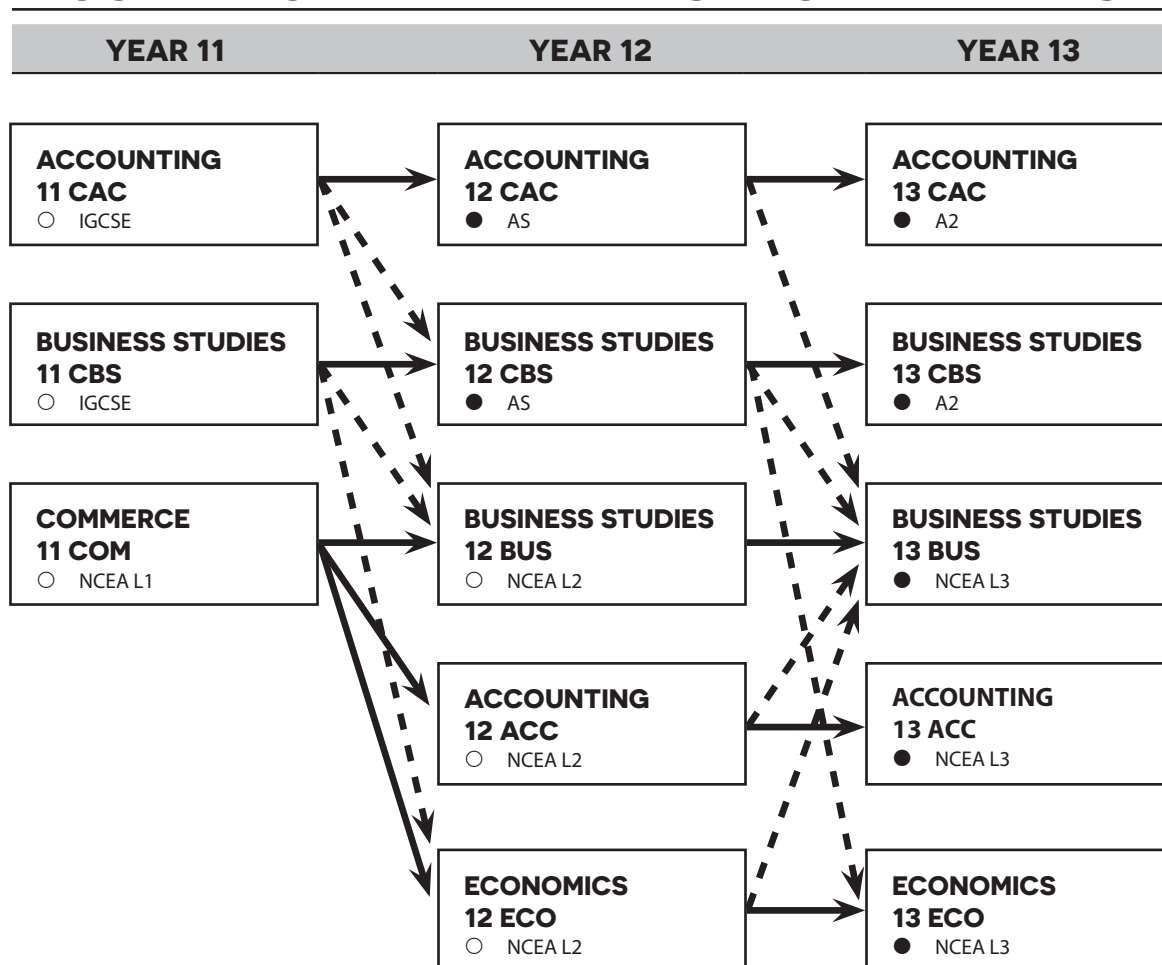 YEAR 11
YEAR 12
YEAR 13
ACCOUNTING
11 CAC
○ IGCSE
ACCOUNTING
12 CAC
● AS
ACCOUNTING
13 CAC
● A2
BUSINESS STUDIES
11 CBS
○ IGCSE
BUSINESS STUDIES
12 CBS
● AS
BUSINESS STUDIES
13 CBS
● A2
COMMERCE
11 COM
○ NCEA L1
BUSINESS STUDIES
12 BUS
○ NCEA L2
BUSINESS STUDIES
13 BUS
● NCEA L3
ACCOUNTING
12 ACC
○ NCEA L2
ACCOUNTING
13 ACC
● NCEA L3
ECONOMICS
12 ECO
○ NCEA L2
ECONOMICS
13 ECO
● NCEA L3